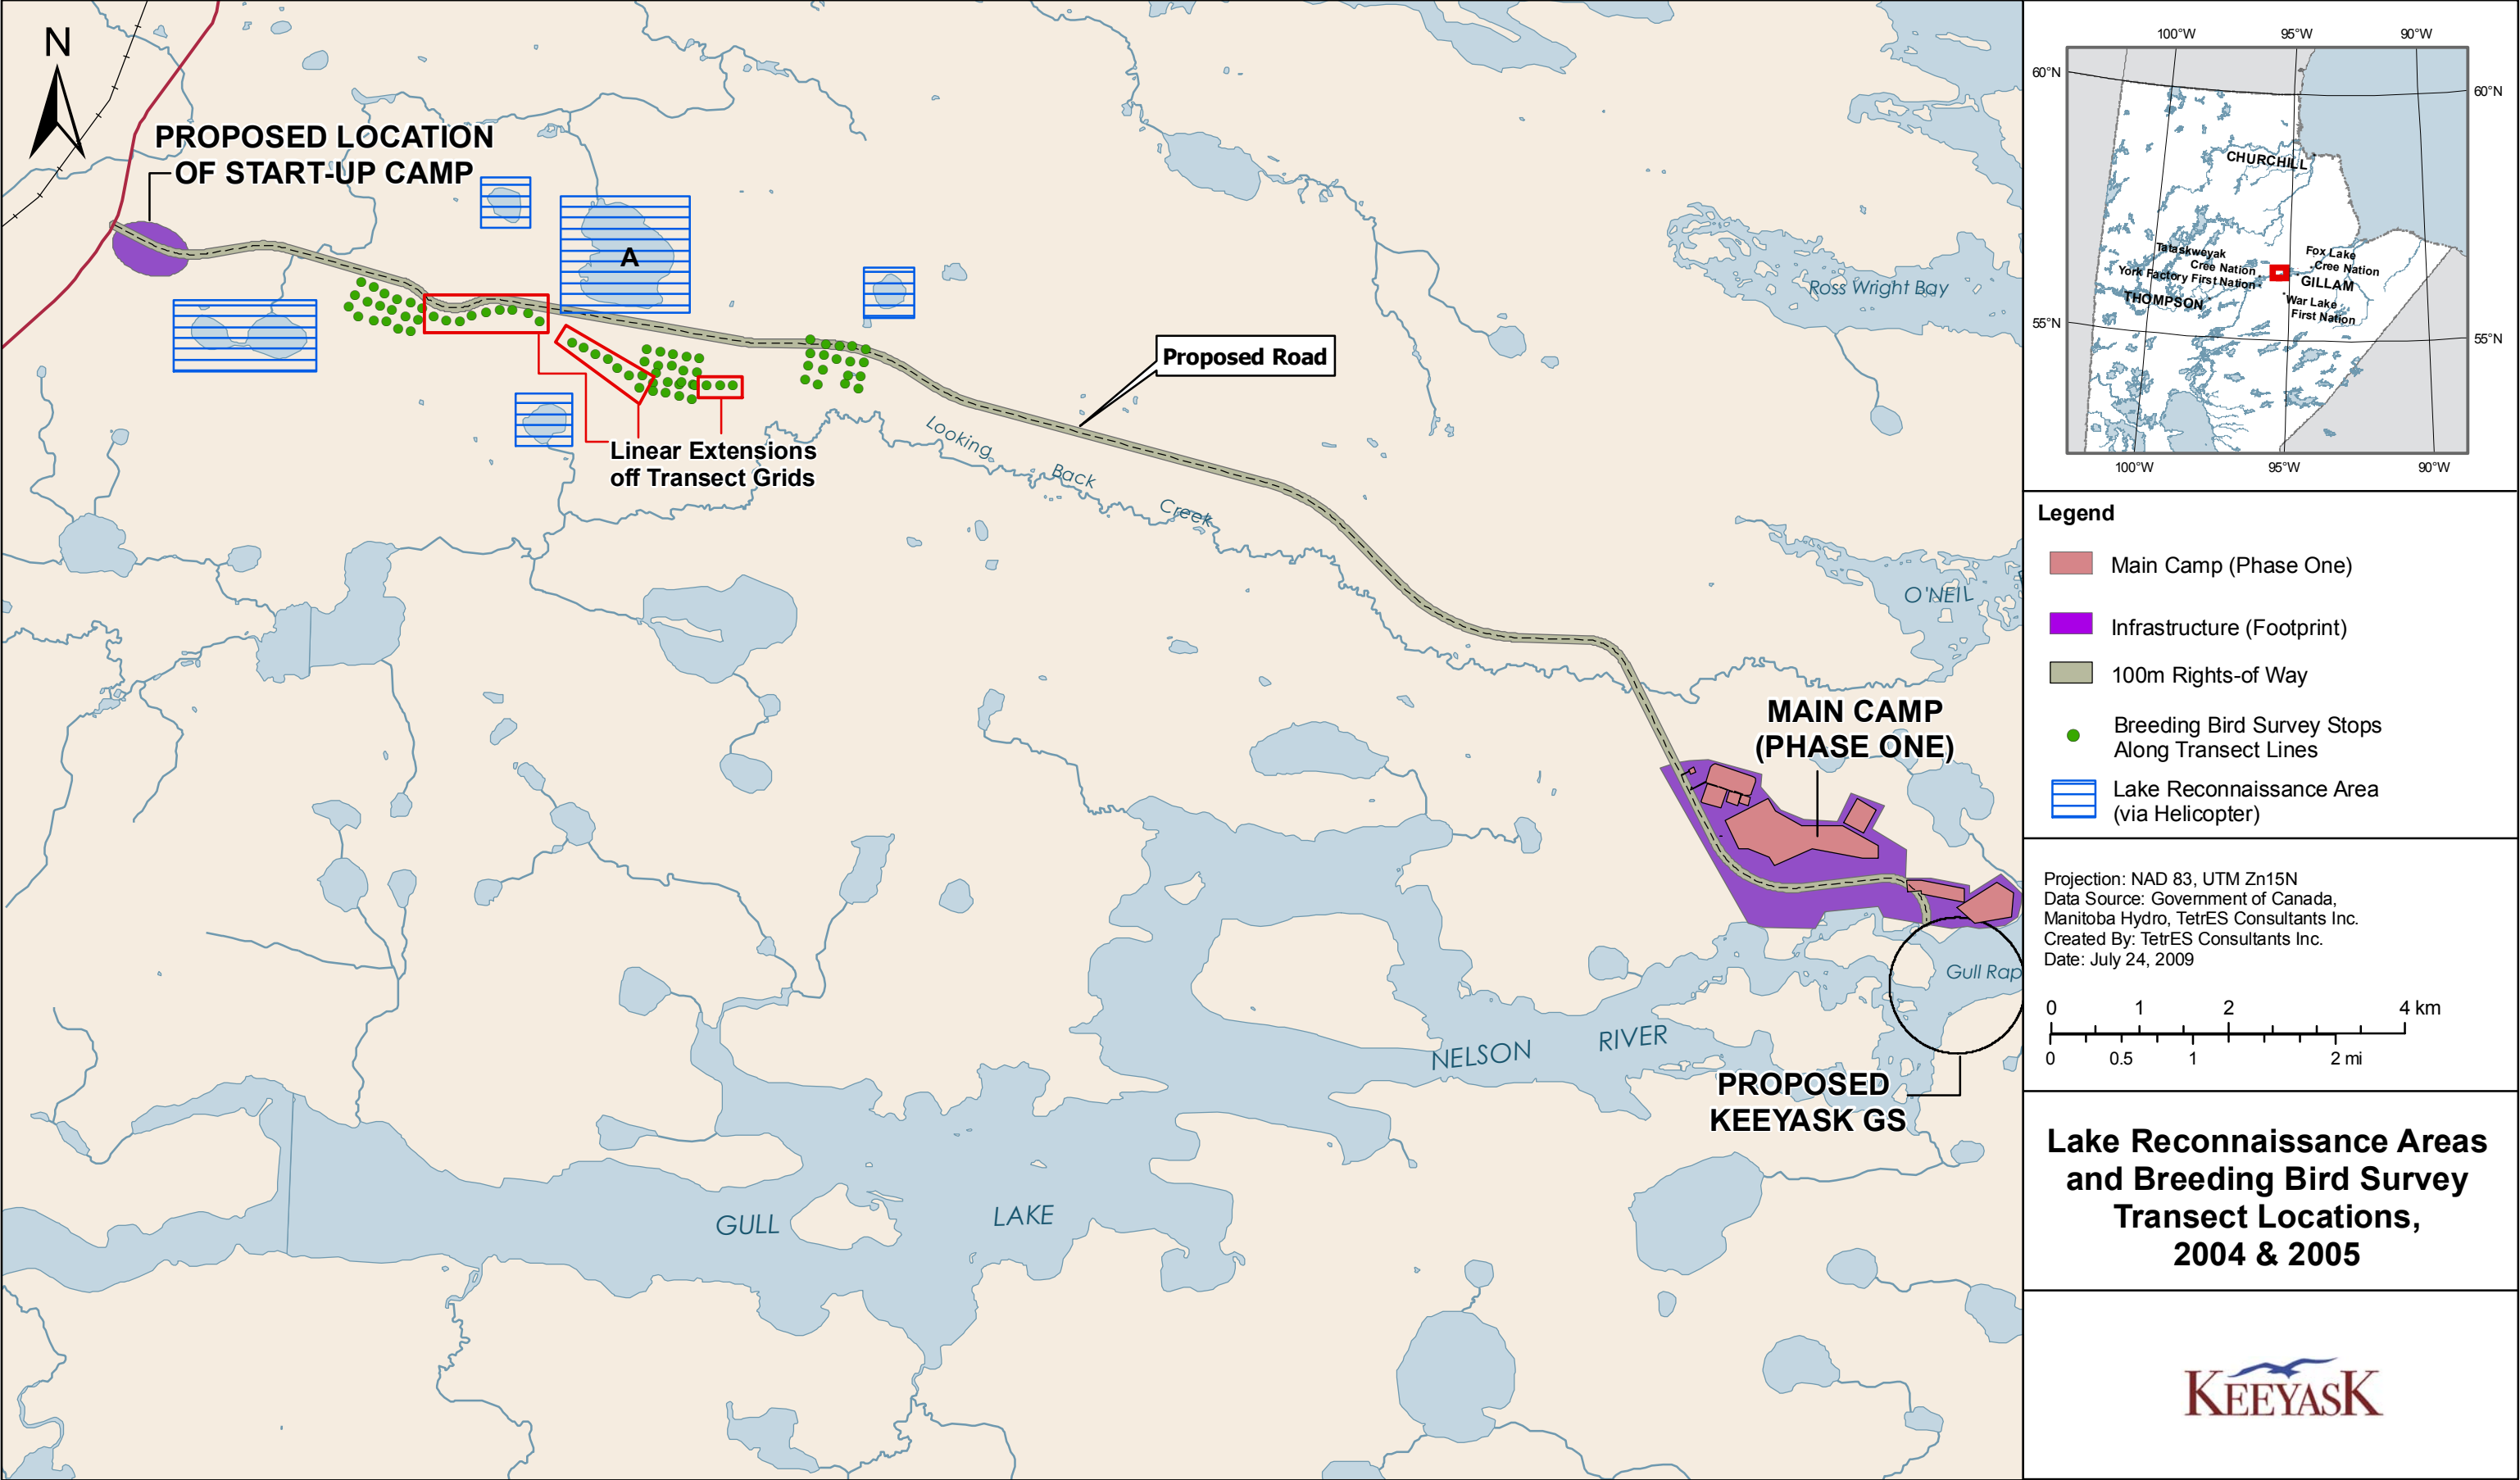 N
PROPOSED LOCATION
OF START-UP CAMP
A
Ross Wright Bay
Proposed Road
Looking
Back
Creek
Linear Extensions
off Transect Grids
O'NEIL
MAIN CAMP
(PHASE ONE)
Gull Rap
NELSON
RIVER
PROPOSED
KEEYASK GS
GULL
LAKE
100°W
95°W
90°W
60°N
60°N
CHURCHILL
Tataskweyak
Cree Nation
York Factory First Nation
Fox Lake
Cree Nation
GILLAM
THOMPSON
War Lake
First Nation
55°N
55°N
100°W
95°W
90°W
Legend
Main Camp (Phase One)
Infrastructure (Footprint)
100m Rights-of Way
Breeding Bird Survey Stops
Along Transect Lines
Lake Reconnaissance Area
(via Helicopter)
Projection: NAD 83, UTM Zn15N
Data Source: Government of Canada,
Manitoba Hydro, TetrES Consultants Inc.
Created By: TetrES Consultants Inc.
Date: July 24, 2009
0 1 2 4 km
0 0.5 1 2 mi
Lake Reconnaissance Areas
and Breeding Bird Survey
Transect Locations,
2004 & 2005
KEEYASK